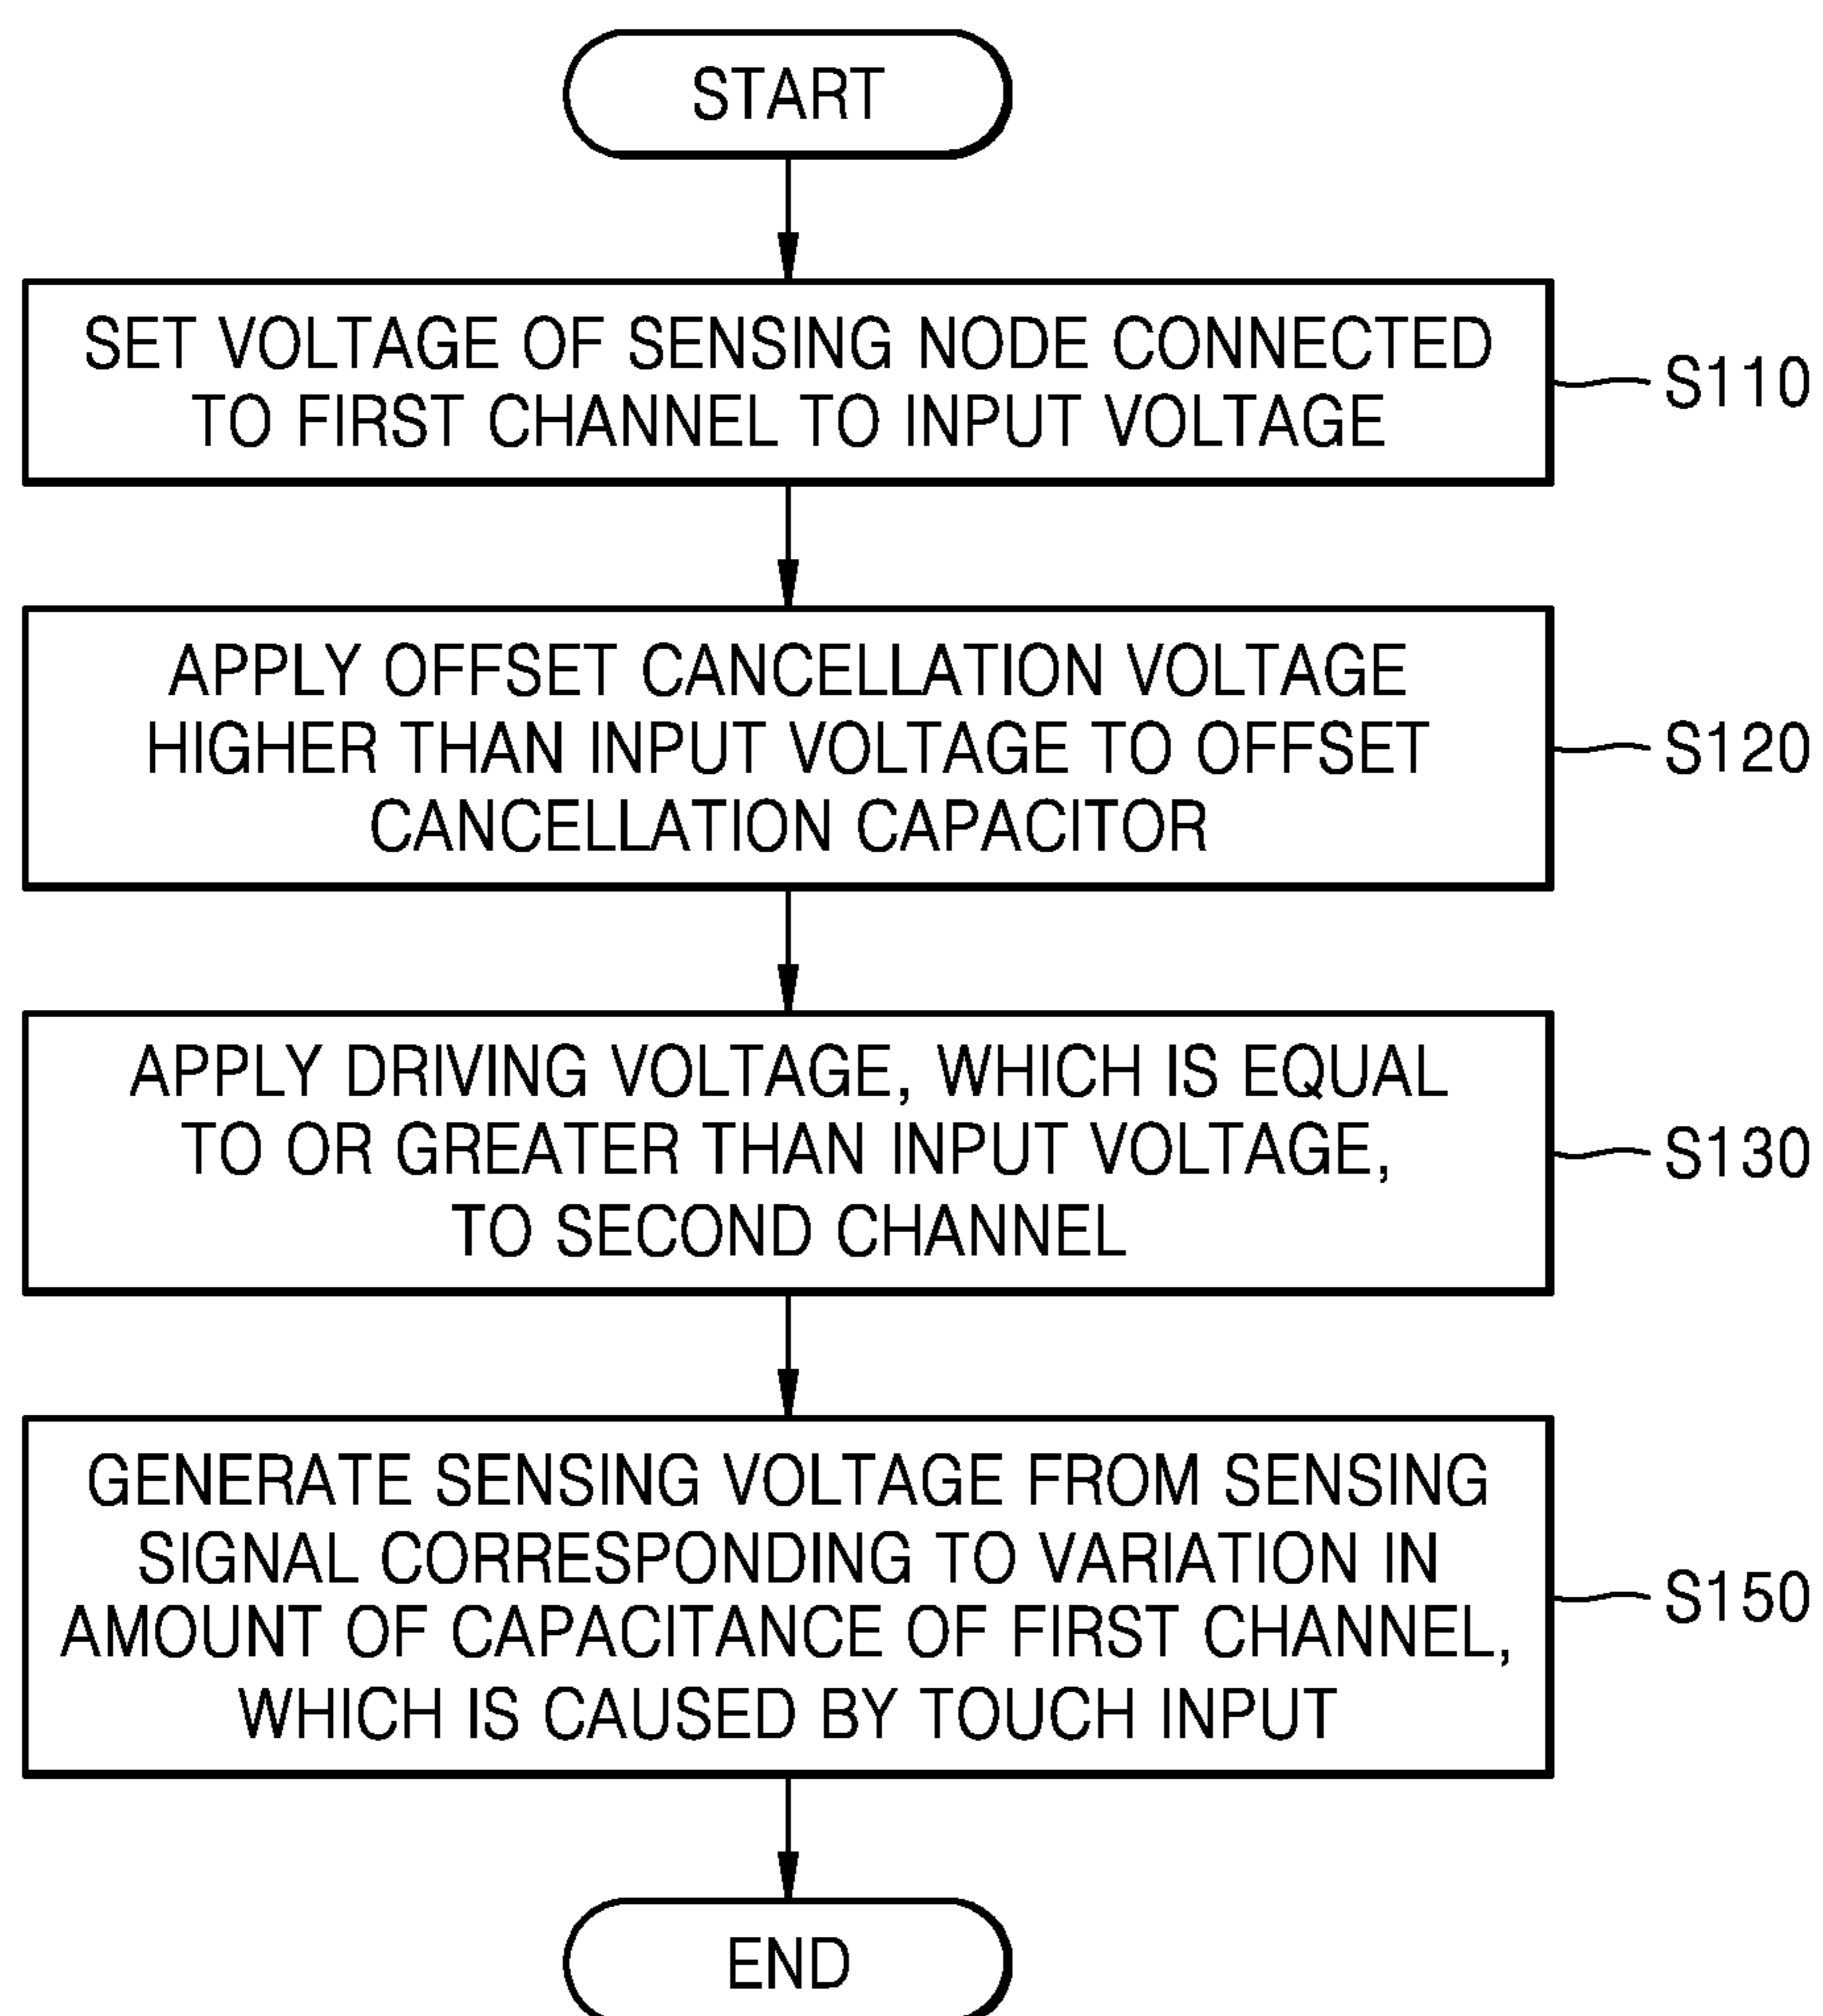 START
SET VOLTAGE OF SENSING NODE CONNECTED
TO FIRST CHANNEL TO INPUT VOLTAGE
S110
APPLY OFFSET CANCELLATION VOLTAGE
HIGHER THAN INPUT VOLTAGE TO OFFSET
CANCELLATION CAPACITOR
S120
APPLY DRIVING VOLTAGE, WHICH IS EQUAL
TO OR GREATER THAN INPUT VOLTAGE,
TO SECOND CHANNEL
S130
GENERATE SENSING VOLTAGE FROM SENSING
SIGNAL CORRESPONDING TO VARIATION IN
AMOUNT OF CAPACITANCE OF FIRST CHANNEL,
WHICH IS CAUSED BY TOUCH INPUT
S150
END